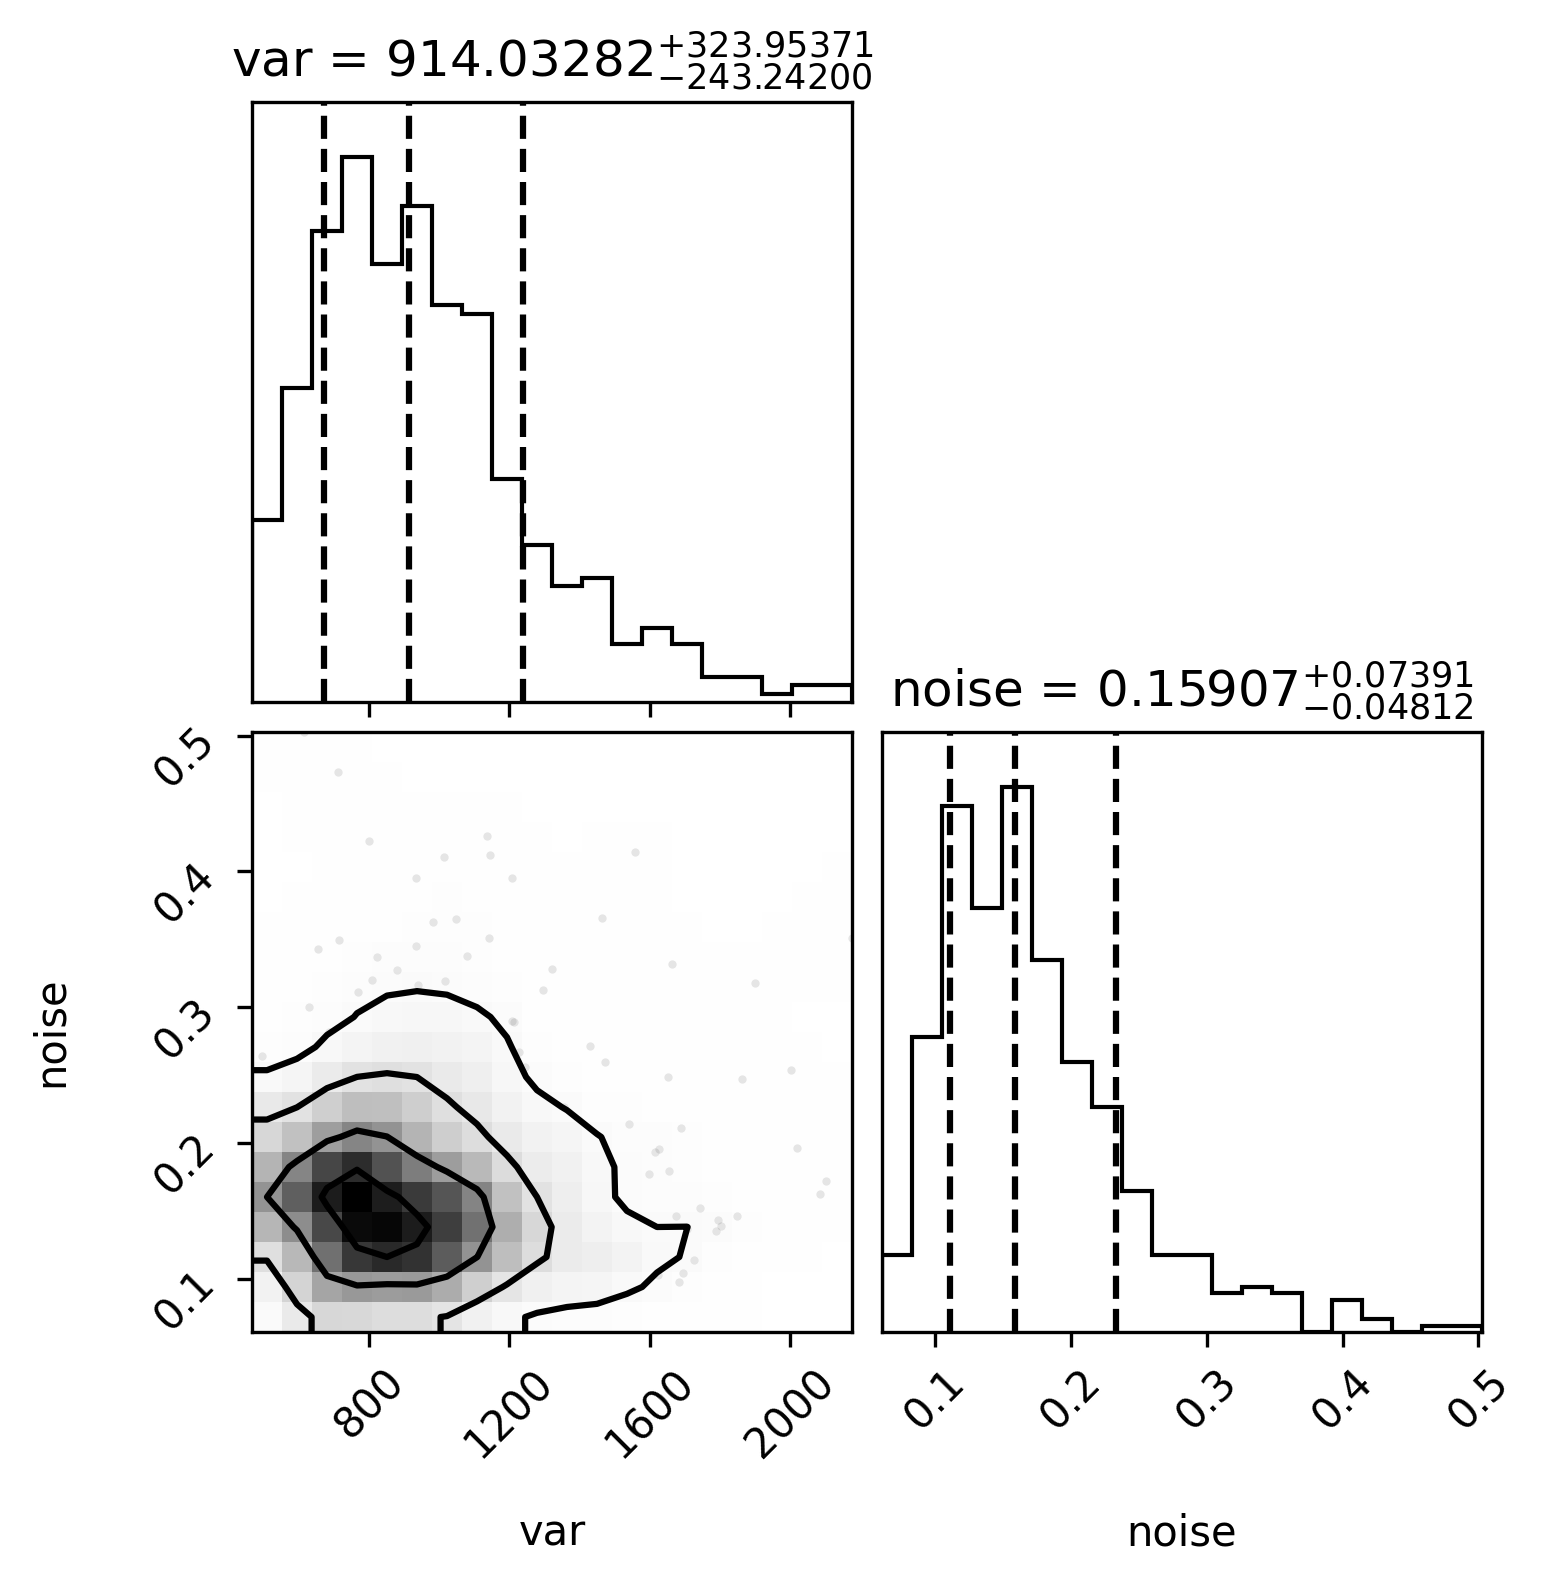 var = 914.03282+323.95371−243.24200
noise = 0.15907+0.07391−0.04812
noise
0.5
0.4
0.3
0.2
0.1
800 1200 1600 2000
0.1 0.2 0.3 0.4 0.5
var
noise